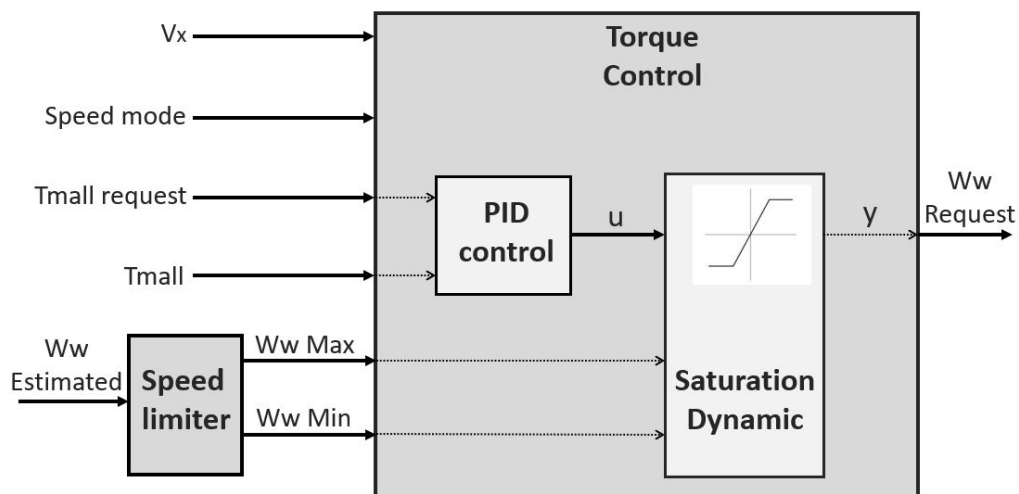 Vx
Torque
Control
Speed mode
Tmall request
PID
control
u
y
Ww
Request
Tmall
Ww
Estimated
Speed
limiter
Ww Max
Ww Min
Saturation
Dynamic